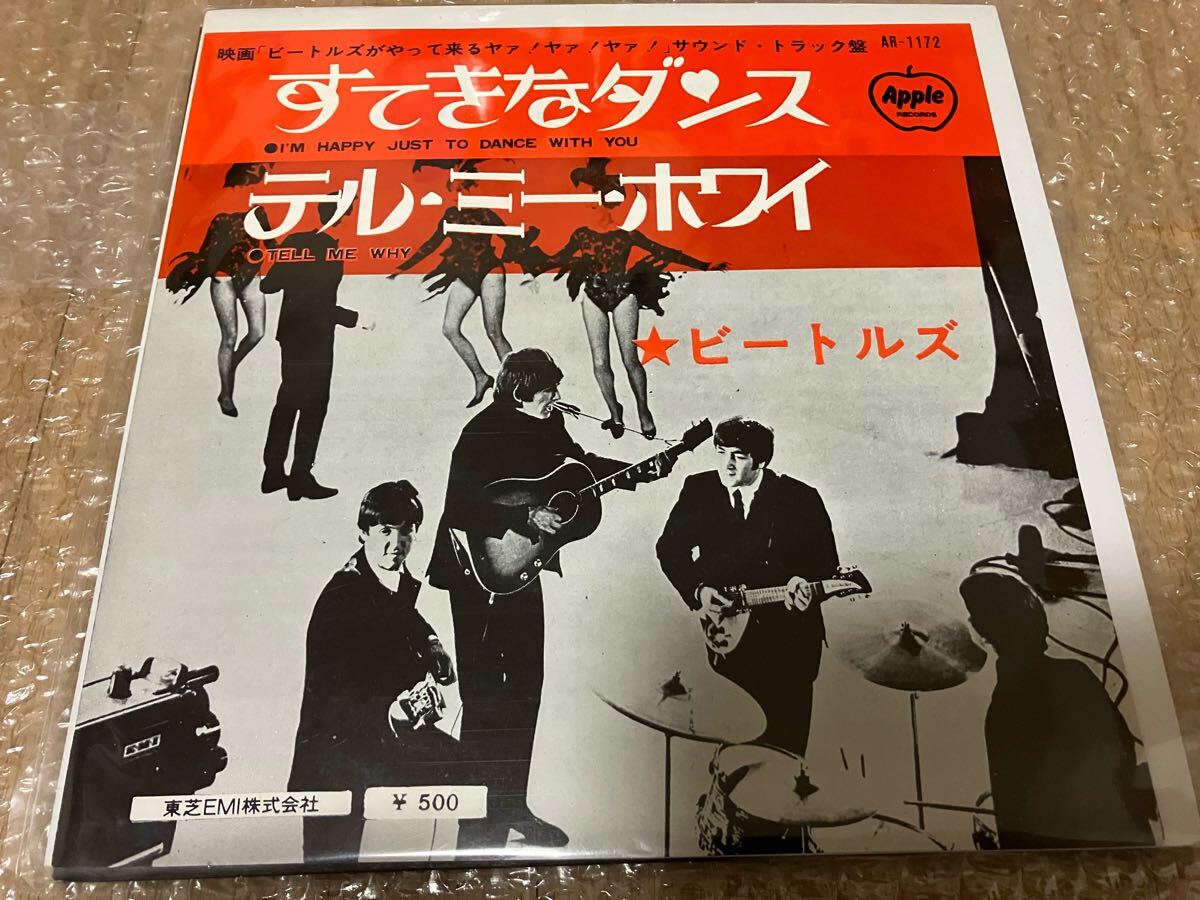 映画「ビートルズがやって来るヤァ!ヤァ!ヤァ!」サウンド・トラック盤 AR-1172
すてきなダンス
Apple
RECORDS
●I'M HAPPY JUST TO DANCE WITH YOU
テル・ミー・ホワイ
●TELL ME WHY
★ビートルズ
東芝EMI株式会社
¥ 500